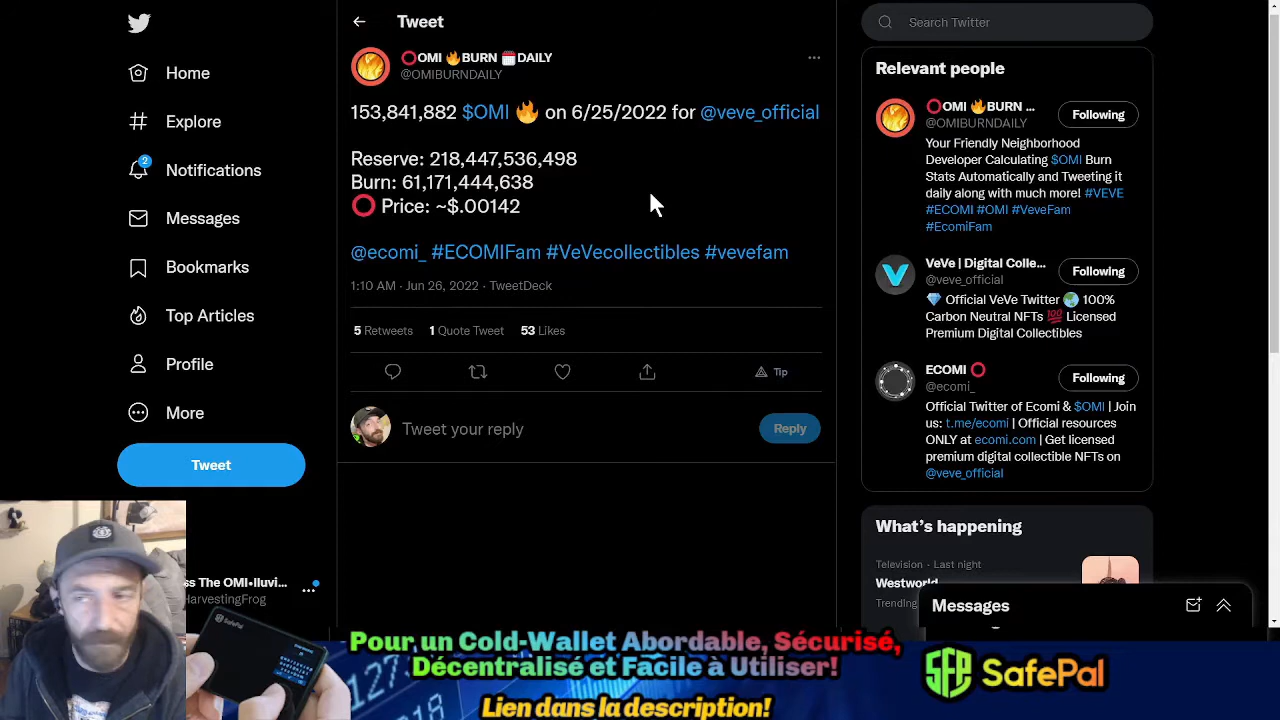 Home
Explore
2
Notifications
Messages
Bookmarks
Top Articles
Profile
More
Tweet
ss The OMI•lluvi...
HarvestingFrog
Tweet
⭕OMI 🔥BURN 🗓️DAILY
@OMIBURNDAILY
153,841,882 $OMI 🔥 on 6/25/2022 for @veve_official
Reserve: 218,447,536,498
Burn: 61,171,444,638
⭕ Price: ~$.00142
@ecomi_ #ECOMIFam #VeVecollectibles #vevefam
1:10 AM · Jun 26, 2022 · TweetDeck
5 Retweets 1 Quote Tweet 53 Likes
Tip
Tweet your reply
Reply
Search Twitter
Relevant people
⭕OMI 🔥BURN ...
@OMIBURNDAILY
Following
Your Friendly Neighborhood
Developer Calculating $OMI Burn
Stats Automatically and Tweeting it
daily along with much more! #VEVE
#ECOMI #OMI #VeveFam
#EcomiFam
VeVe | Digital Colle...
@veve_official
Following
💎 Official VeVe Twitter 🌏 100%
Carbon Neutral NFTs 💯 Licensed
Premium Digital Collectibles
ECOMI ⭕
@ecomi_
Following
Official Twitter of Ecomi & $OMI | Join
us: t.me/ecomi | Official resources
ONLY at ecomi.com | Get licensed
premium digital collectible NFTs on
@veve_official
What's happening
Television · Last night
Westworld
Trending
Messages
SafePal
Pour un Cold-Wallet Abordable, Sécurisé,
Décentralisé et Facile à Utiliser!
Lien dans la description!
SFP SafePal